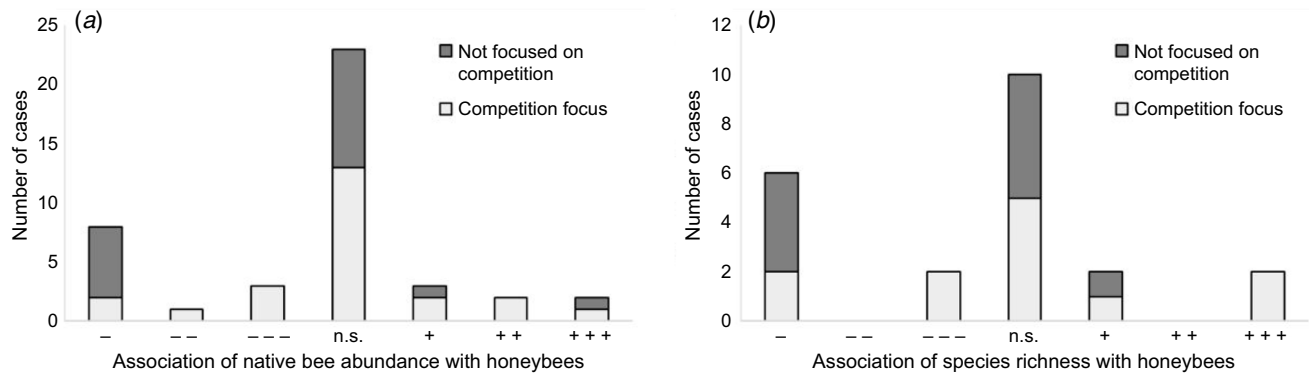 (a)
25
20
15
10
5
0
Number of cases
Not focused on
competition
Competition focus
– – – – – – n.s. + + + + + +
Association of native bee abundance with honeybees
(b)
12
10
8
6
4
2
0
Number of cases
Not focused on
competition
Competition focus
– – – – – – n.s. + + + + + +
Association of species richness with honeybees